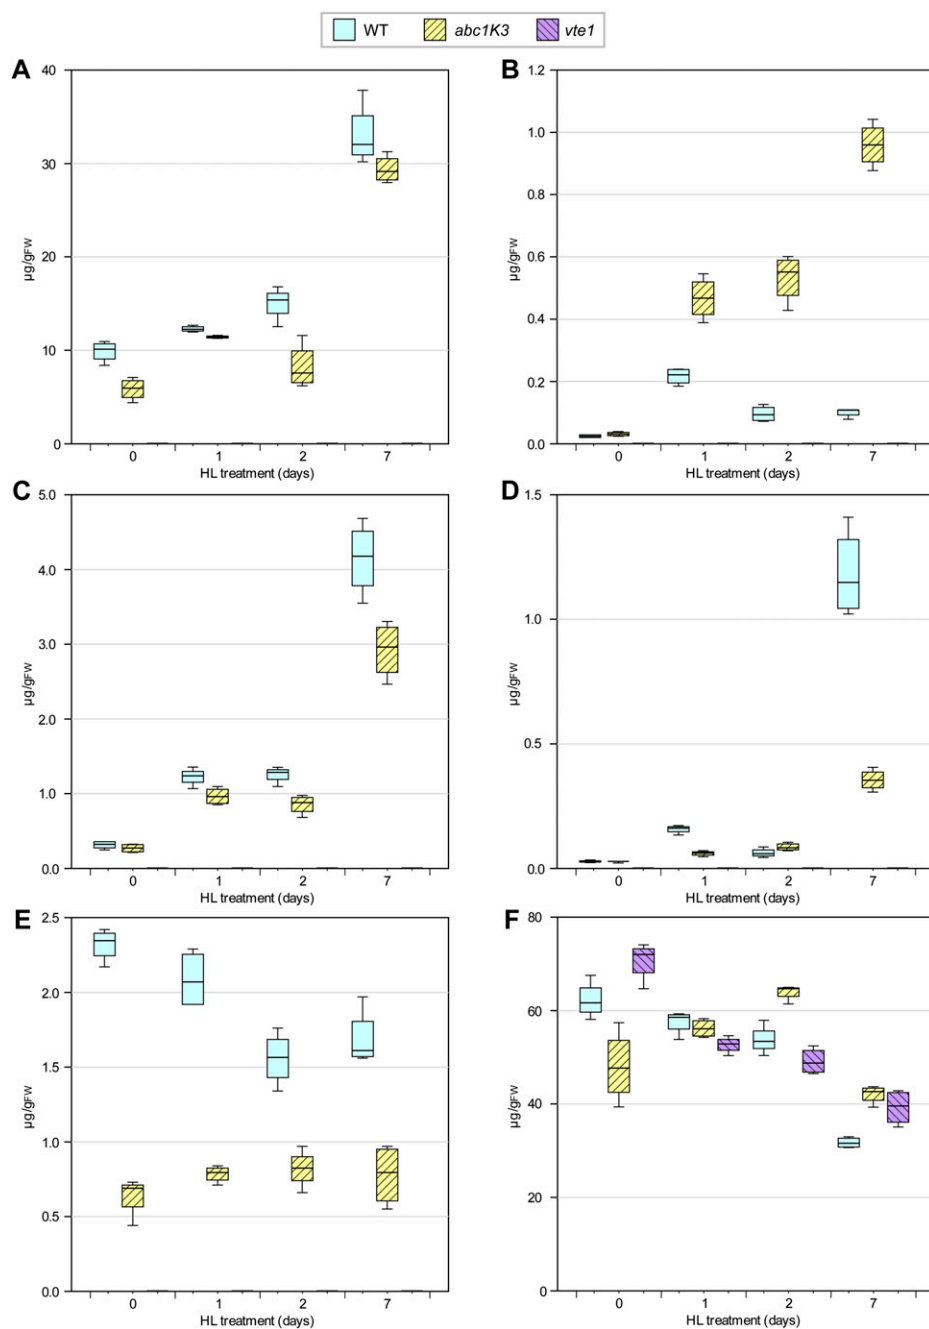 WT abc1K3 vte1
A
40
30
20
10
0
µg/gFW
0 1 2 7
HL treatment (days)
B
1.2
1.0
0.8
0.6
0.4
0.2
0.0
µg/gFW
0 1 2 7
HL treatment (days)
C
5.0
4.0
3.0
2.0
1.0
0.0
µg/gFW
0 1 2 7
HL treatment (days)
D
1.5
1.0
0.5
0.0
µg/gFW
0 1 2 7
HL treatment (days)
E
2.5
2.0
1.5
1.0
0.5
0.0
µg/gFW
0 1 2 7
HL treatment (days)
F
80
60
40
20
0
µg/gFW
0 1 2 7
HL treatment (days)